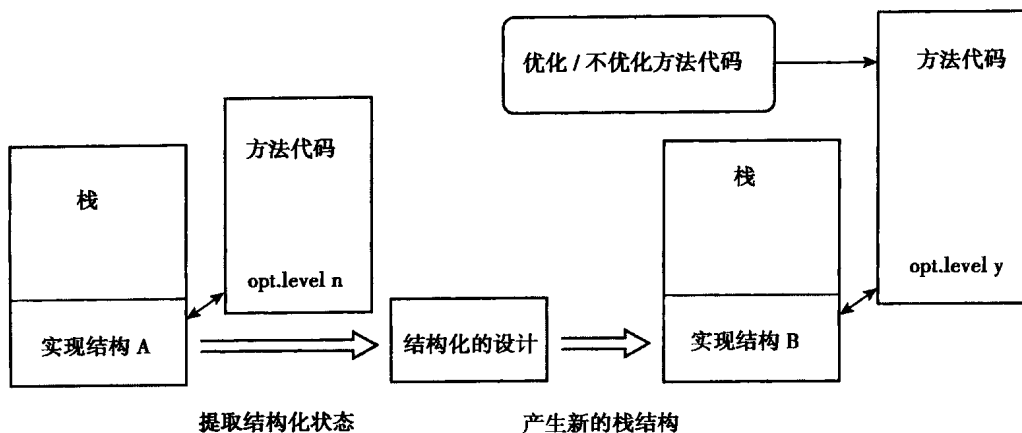 优化 / 不优化方法代码
方法代码
方法代码
栈
栈
opt.level n
opt.level y
实现结构 A
结构化的设计
实现结构 B
提取结构化状态
产生新的栈结构